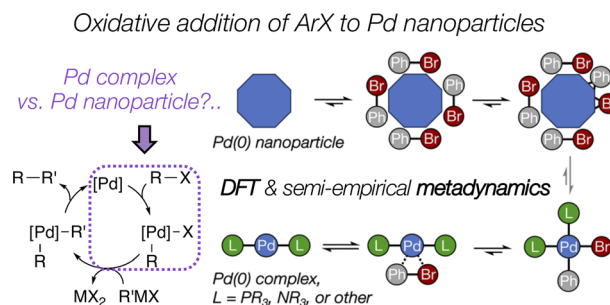 Oxidative addition of ArX to Pd nanoparticles
Pd complex
vs. Pd nanoparticle?..
Pd(0) nanoparticle
Ph Br
Br Ph
Ph Br
Ph Br
Ph Br
Br Ph
Ph Br
Ph Br
R—R'
[Pd]
R—X
[Pd]-R'
R
[Pd]-X
R
MX2
R'MX
DFT & semi-empirical metadynamics
L Pd L
Pd(0) complex,
L = PR3, NR3, or other
L Pd L
Ph Br
L
L Pd Br
Ph